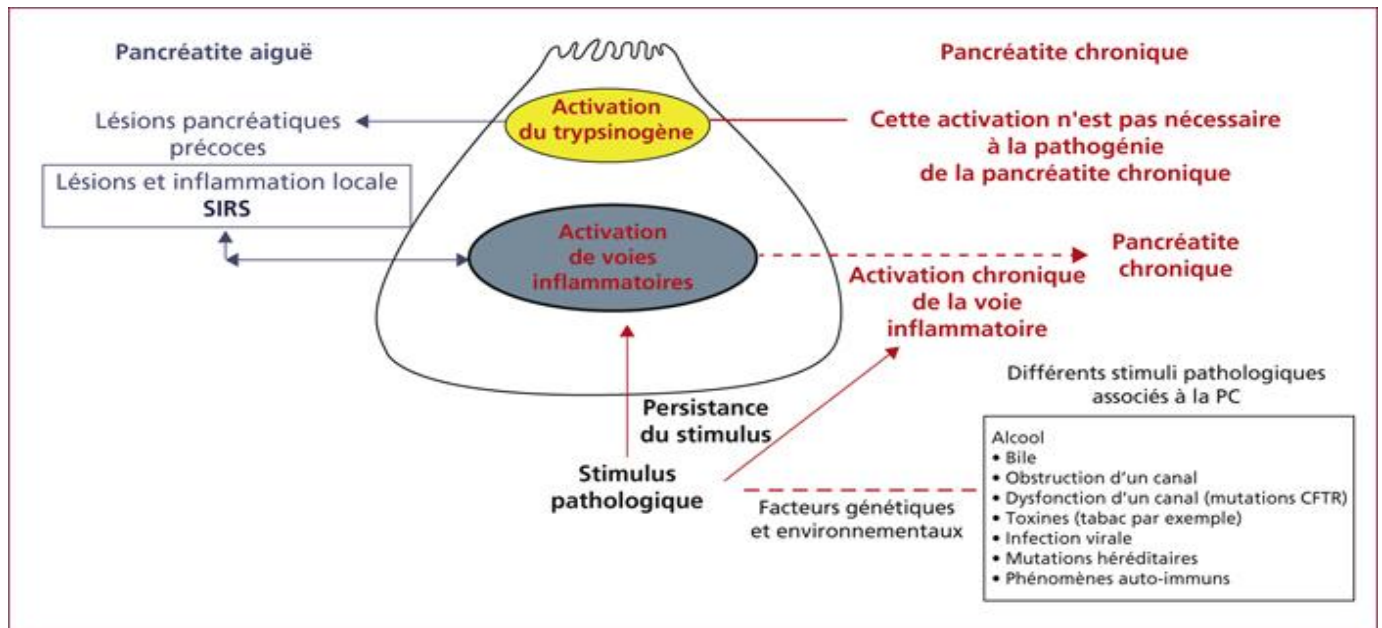 Pancréatite aiguë
Pancréatite chronique
Activation
du trypsinogène
Lésions pancréatiques
précoces
Cette activation n'est pas nécessaire
à la pathogénie
de la pancréatite chronique
Lésions et inflammation locale
SIRS
Activation
de voies
inflammatoires
Pancréatite
chronique
Activation chronique
de la voie
inflammatoire
Persistance
du stimulus
Stimulus
pathologique
Facteurs génétiques
et environnementaux
Différents stimuli pathologiques
associés à la PC
Alcool
• Bile
• Obstruction d'un canal
• Dysfonction d'un canal (mutations CFTR)
• Toxines (tabac par exemple)
• Infection virale
• Mutations héréditaires
• Phénomènes auto-immuns